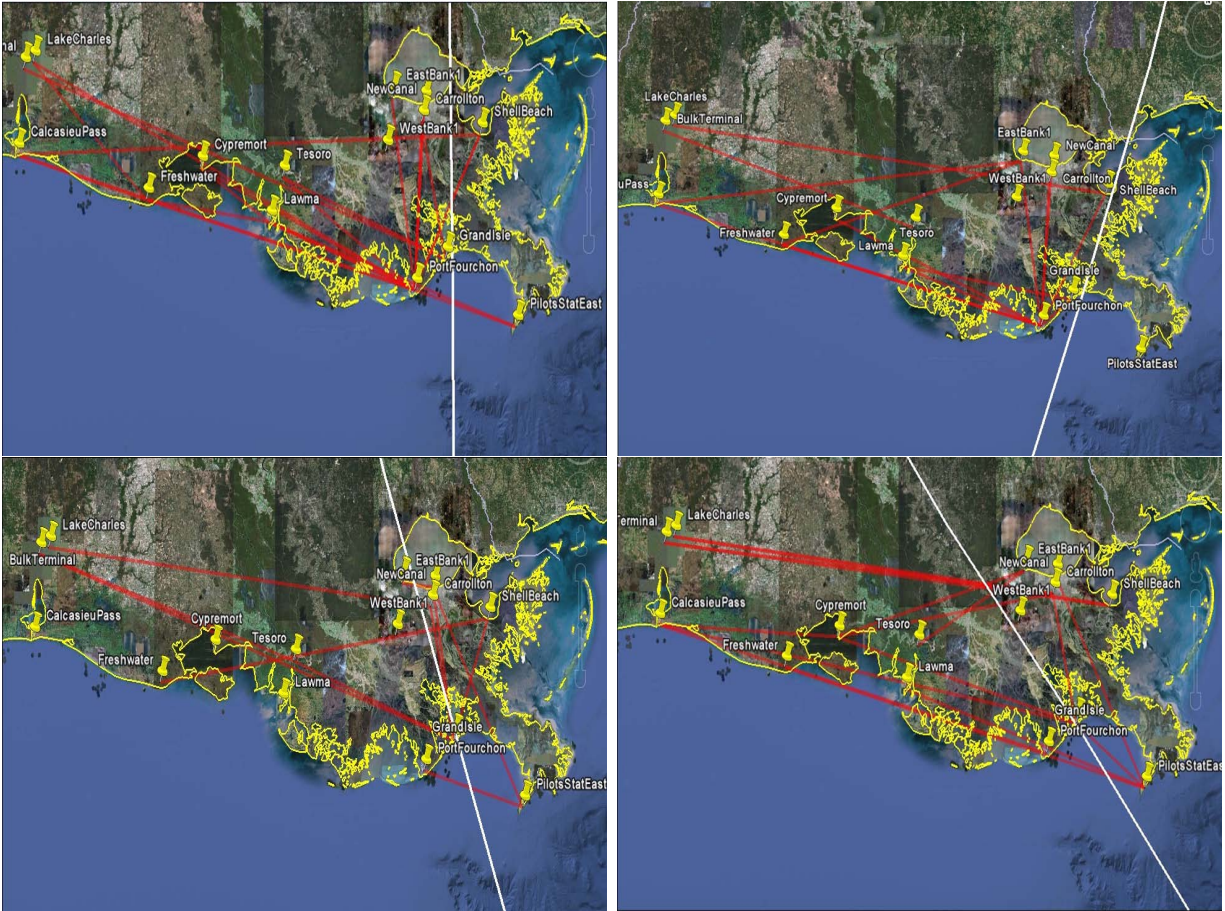 LakeCharles
nal
EastBank1
NewCanal
Carrollton
ShellBeach
WestBank1
CalcasieuPass
Cypremort
Tesoro
Freshwater
Lawma
GrandIsle
PortFourchon
PilotsStatEast
LakeCharles
BulkTerminal
EastBank1
NewCanal
WestBank1
Carrollton
ShellBeach
uPass
Cypremort
Freshwater
Tesoro
Lawma
GrandIsle
PortFourchon
PilotsStatEast
LakeCharles
BulkTerminal
EastBank1
NewCanal
Carrollton
ShellBeach
WestBank1
CalcasieuPass
Cypremort
Tesoro
Freshwater
Lawma
GrandIsle
PortFourchon
PilotsStatEast
LakeCharles
Terminal
EastBank1
NewCanal
Carrollton
ShellBeach
WestBank1
CalcasieuPass
Cypremort
Tesoro
Freshwater
Lawma
GrandIsle
PortFourchon
PilotsStatEas